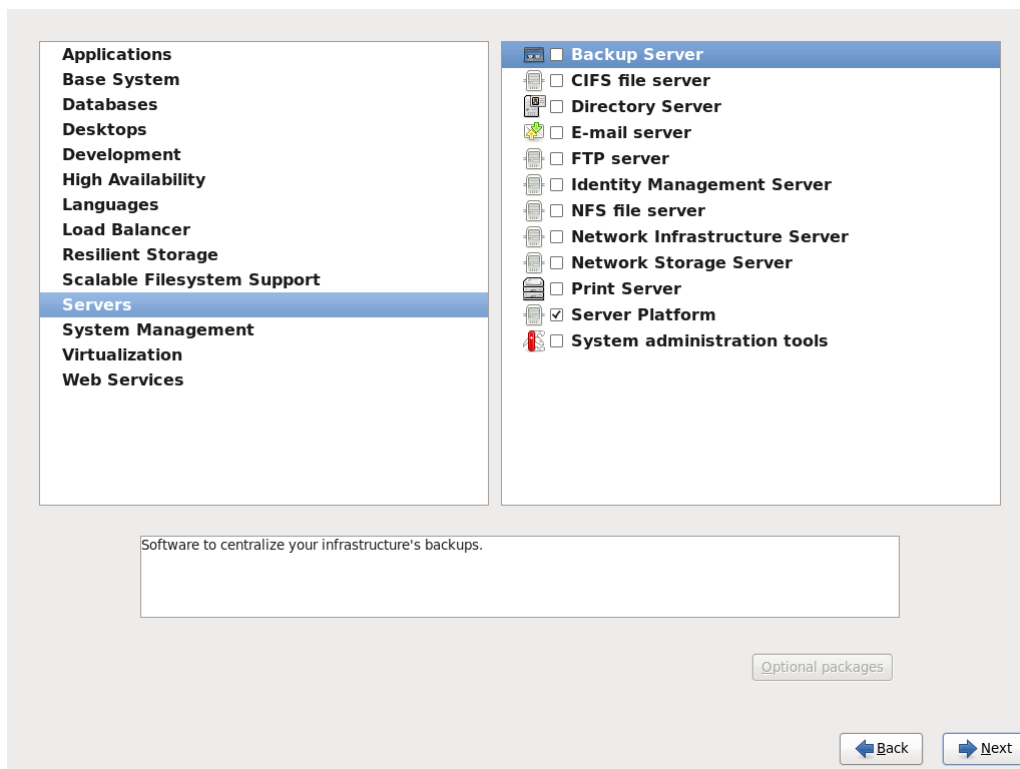 Applications
Base System
Databases
Desktops
Development
High Availability
Languages
Load Balancer
Resilient Storage
Scalable Filesystem Support
Servers
System Management
Virtualization
Web Services
Backup Server
CIFS file server
Directory Server
E-mail server
FTP server
Identity Management Server
NFS file server
Network Infrastructure Server
Network Storage Server
Print Server
Server Platform
System administration tools
Software to centralize your infrastructure's backups.
Optional packages
Back
Next